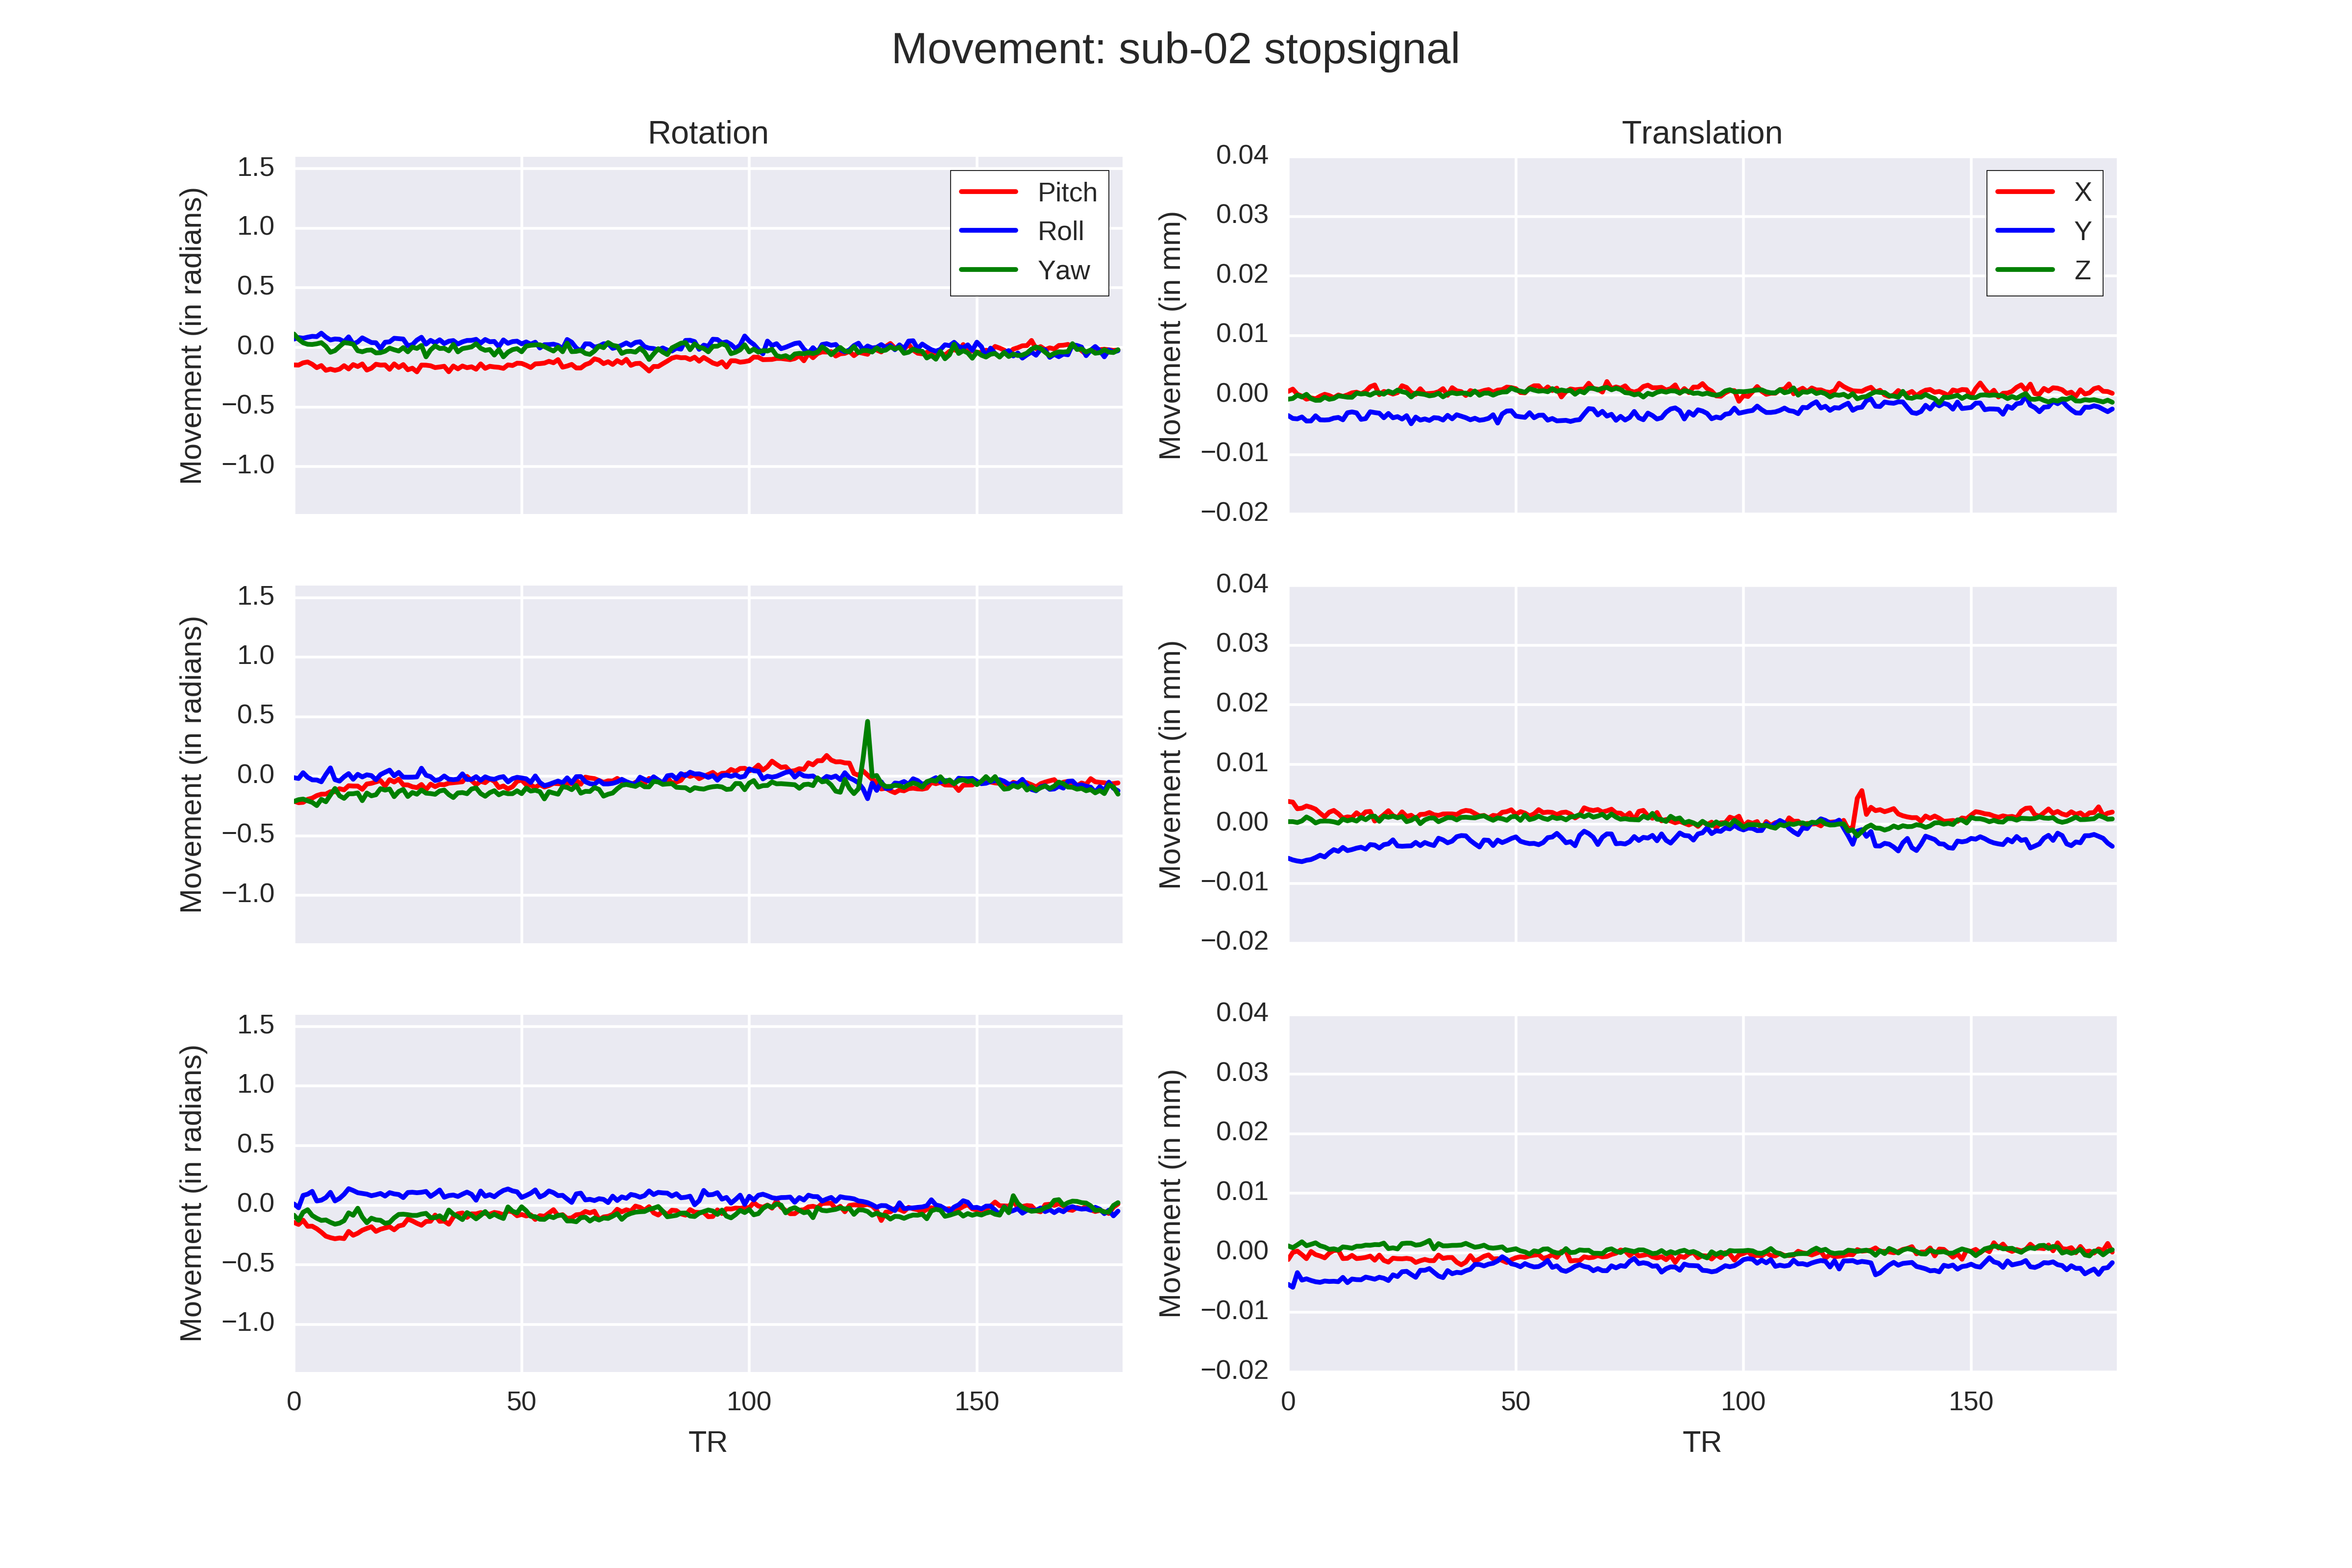 Movement: sub-02 stopsignal
Rotation
Translation
Movement (in radians)
1.5
1.0
0.5
0.0
−0.5
−1.0
Pitch
Roll
Yaw
Movement (in mm)
0.04
0.03
0.02
0.01
0.00
−0.01
−0.02
X
Y
Z
Movement (in radians)
1.5
1.0
0.5
0.0
−0.5
−1.0
Movement (in mm)
0.04
0.03
0.02
0.01
0.00
−0.01
−0.02
Movement (in radians)
1.5
1.0
0.5
0.0
−0.5
−1.0
0 50 100 150
TR
Movement (in mm)
0.04
0.03
0.02
0.01
0.00
−0.01
−0.02
0 50 100 150
TR